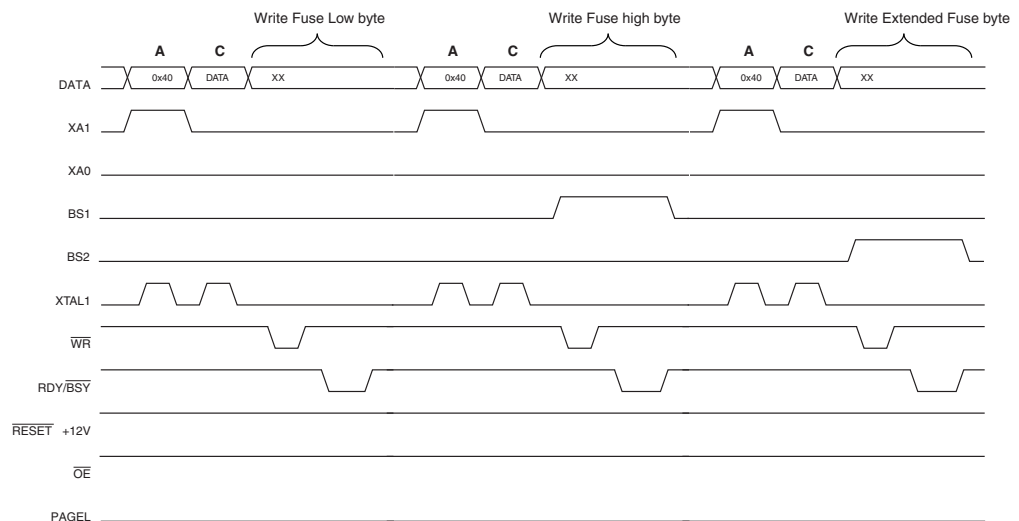 Write Fuse Low byte Write Fuse high byte Write Extended Fuse byte
A C A C A C
DATA 0x40 DATA XX 0x40 DATA XX 0x40 DATA XX
XA1
XA0
BS1
BS2
XTAL1
WR
RDY/BSY
RESET +12V
OE
PAGEL